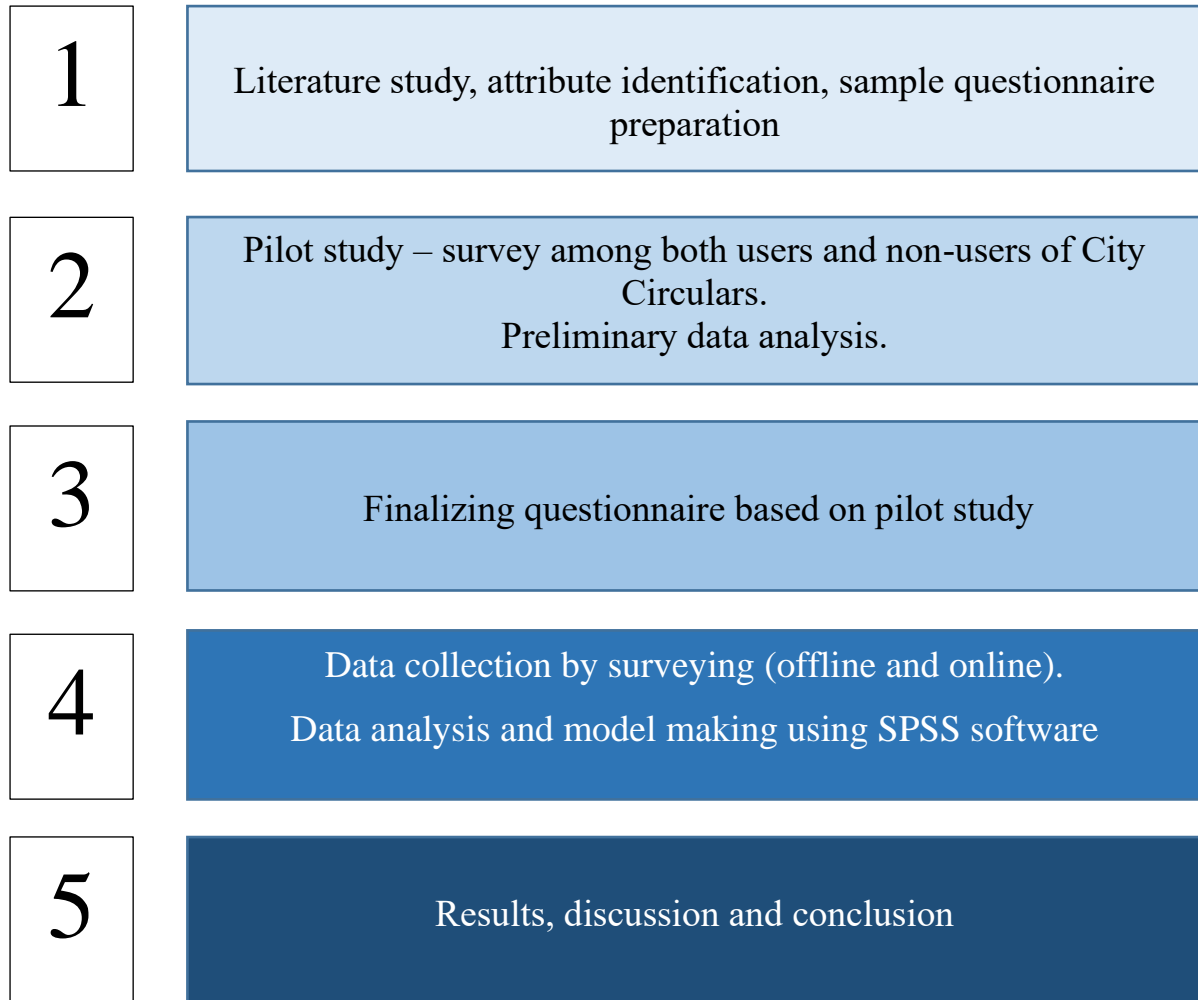 1
Literature study, attribute identification, sample questionnaire
preparation
2
Pilot study – survey among both users and non-users of City
Circulars.
Preliminary data analysis.
3
Finalizing questionnaire based on pilot study
4
Data collection by surveying (offline and online).
Data analysis and model making using SPSS software
5
Results, discussion and conclusion